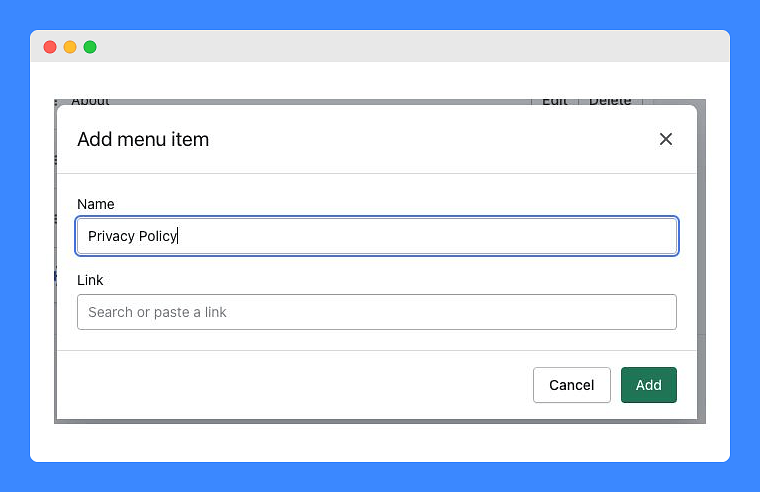 About
Edit Delete
Add menu item
Name
Privacy Policy
Link
Search or paste a link
Cancel Add